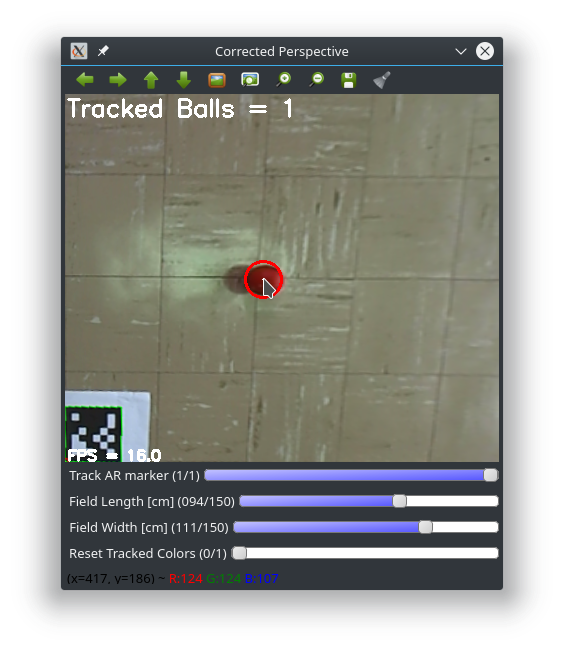 Corrected Perspective
Tracked Balls = 1
FPS = 16.0
Track AR marker (1/1)
Field Length [cm] (094/150)
Field Width [cm] (111/150)
Reset Tracked Colors (0/1)
(x=417, y=186) ~ R:124 G:124 B:107